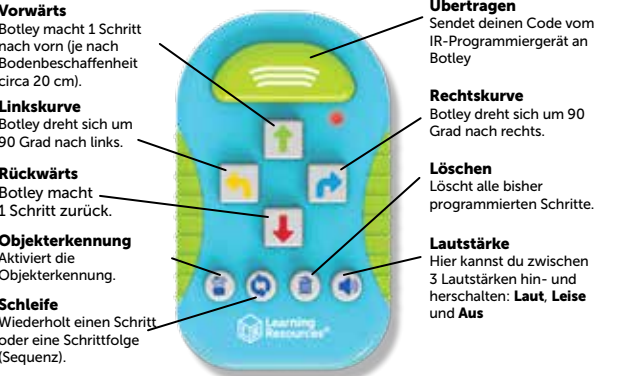 Vorwärts
Botley macht 1 Schritt
nach vorn (je nach
Bodenbeschaffenheit
circa 20 cm).
Linkskurve
Botley dreht sich um
90 Grad nach links.
Rückwärts
Botley macht
1 Schritt zurück.
Objekterkennung
Aktiviert die
Objekterkennung.
Schleife
Wiederholt einen Schritt
oder eine Schrittfolge
(Sequenz).
Übertragen
Sendet deinen Code vom
IR-Programmiergerät an
Botley
Rechtskurve
Botley dreht sich um 90
Grad nach rechts.
Löschen
Löscht alle bisher
programmierten Schritte.
Lautstärke
Hier kannst du zwischen
3 Lautstärken hin- und
herschalten: Laut, Leise
und Aus
Learning
Resources®